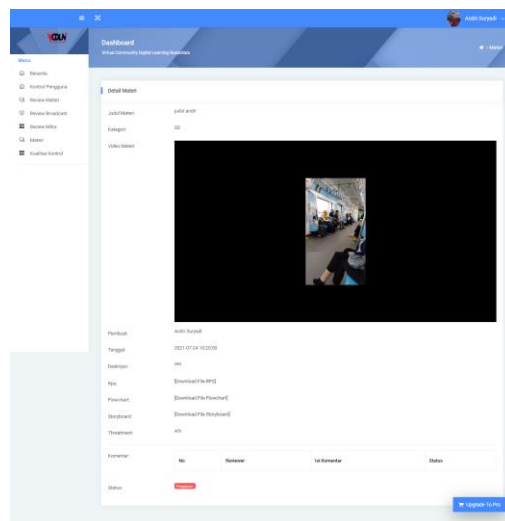 VCDLN
Andri Suryadi
Dashboard
Virtual Community Digital Learning Nusantara
Materi
Menu
Beranda
Kontrol Pengguna
Review Materi
Review Broadcast
Review Mitra
Materi
Kualitas Kontrol
Detail Materi
Judul Materi
judul andri
Kategori
SD
Video Materi
Pembuat
Andri Suryadi
Tanggal
2021-07-24 10:20:00
Deskripsi
Rps
[Download File RPS]
Flowchart
[Download File Flowchart]
Storyboard
[Download File Storyboard]
Threatment
Komentar
No Reviewer Isi Komentar Status
Status
Pengajuan
Upgrade To Pro